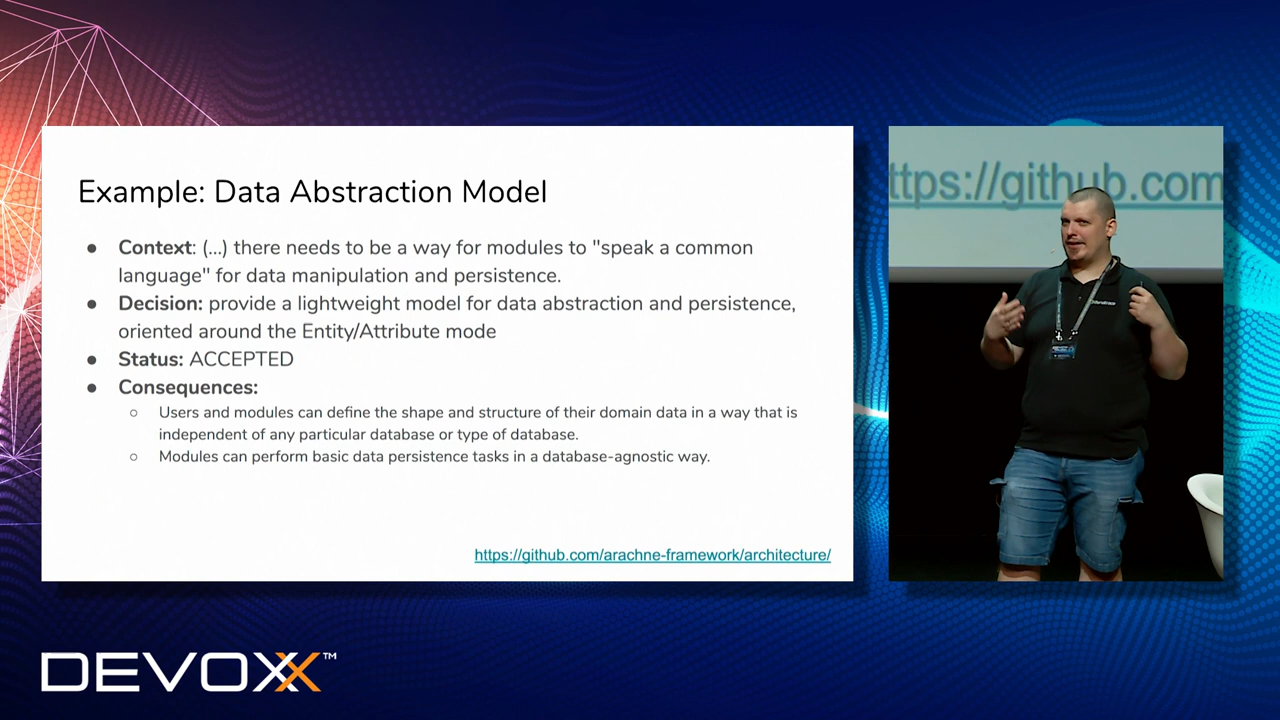 Example: Data Abstraction Model
● Context: (...) there needs to be a way for modules to "speak a common
language" for data manipulation and persistence.
● Decision: provide a lightweight model for data abstraction and persistence,
oriented around the Entity/Attribute mode
● Status: ACCEPTED
● Consequences:
○ Users and modules can define the shape and structure of their domain data in a way that is
independent of any particular database or type of database.
○ Modules can perform basic data persistence tasks in a database-agnostic way.
https://github.com/arachne-framework/architecture/
ttps://github.com
DEVOXX™